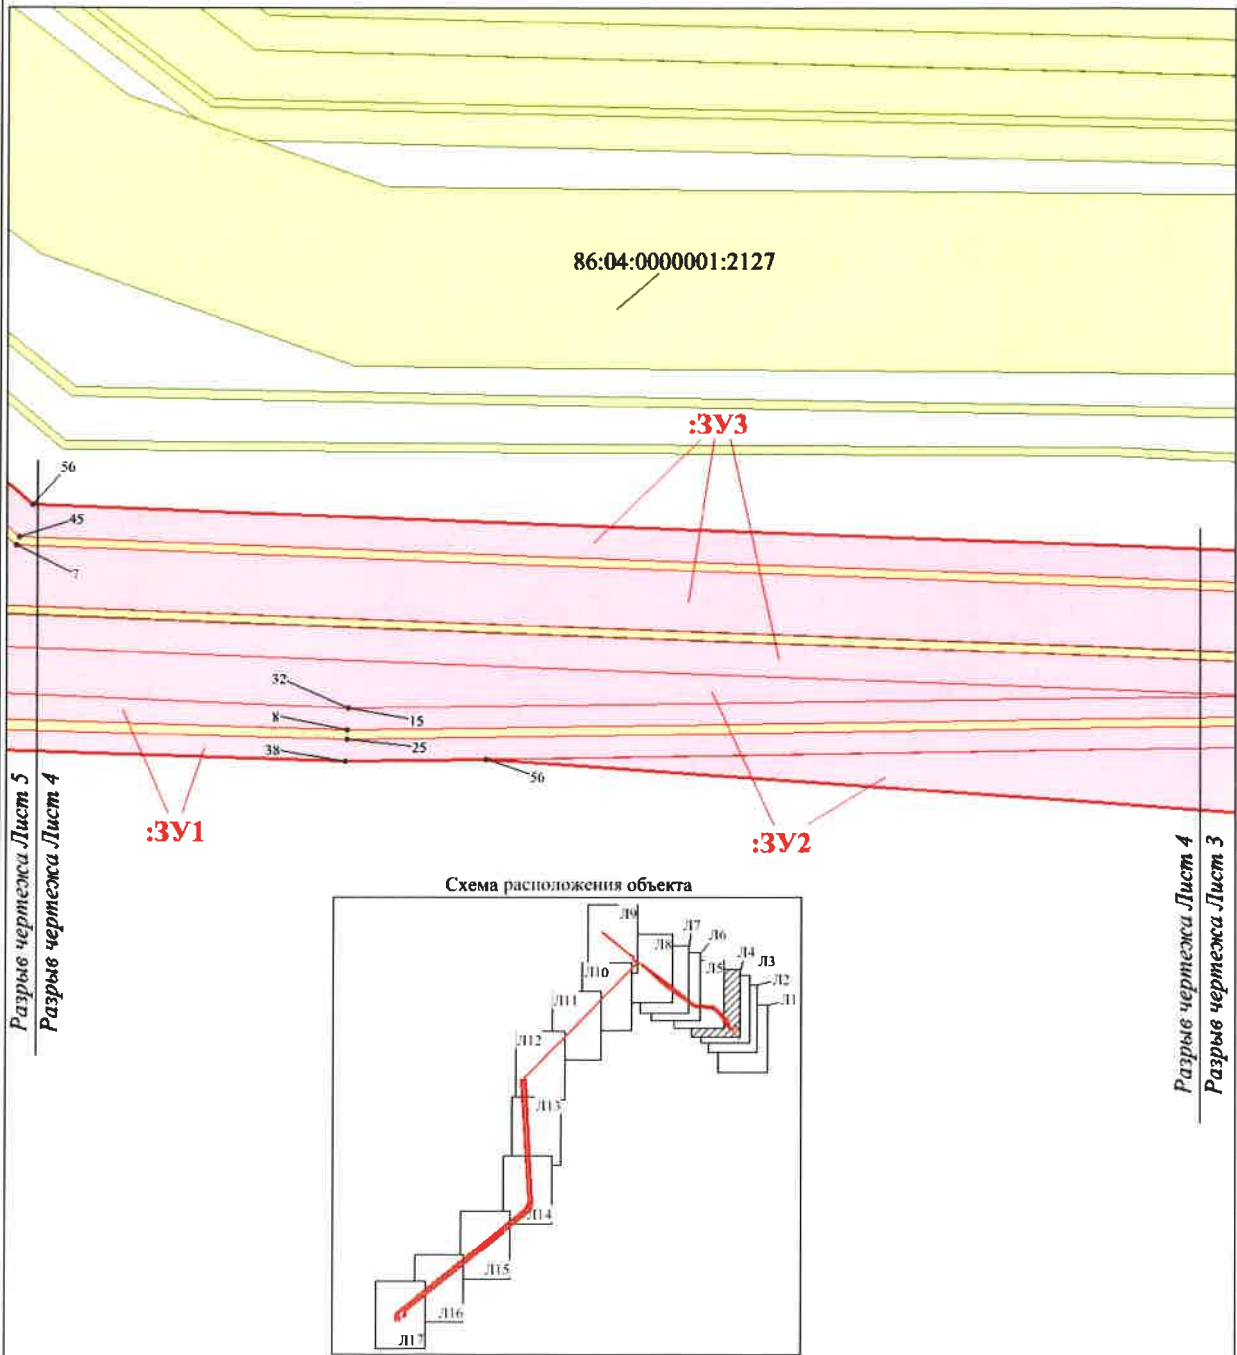 86:04:0000001:2127
:ЗУ3
56
45
7
32
15
8
25
38
56
:ЗУ1
:ЗУ2
Разрыв чертежа Лист 5
Разрыв чертежа Лист 4
Разрыв чертежа Лист 4
Разрыв чертежа Лист 3
Схема расположения объекта
Л9
Л8
Л7
Л6
Л5
Л4
Л3
Л2
Л1
Л10
Л11
Л12
Л13
Л14
Л15
Л16
Л17